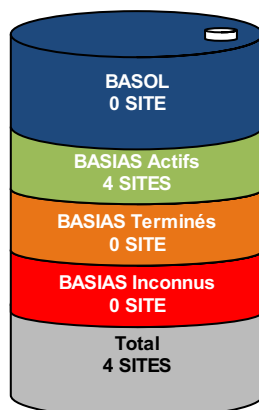 BASOL
0 SITE
BASIAS Actifs
4 SITES
BASIAS Terminés
0 SITE
BASIAS Inconnus
0 SITE
Total
4 SITES